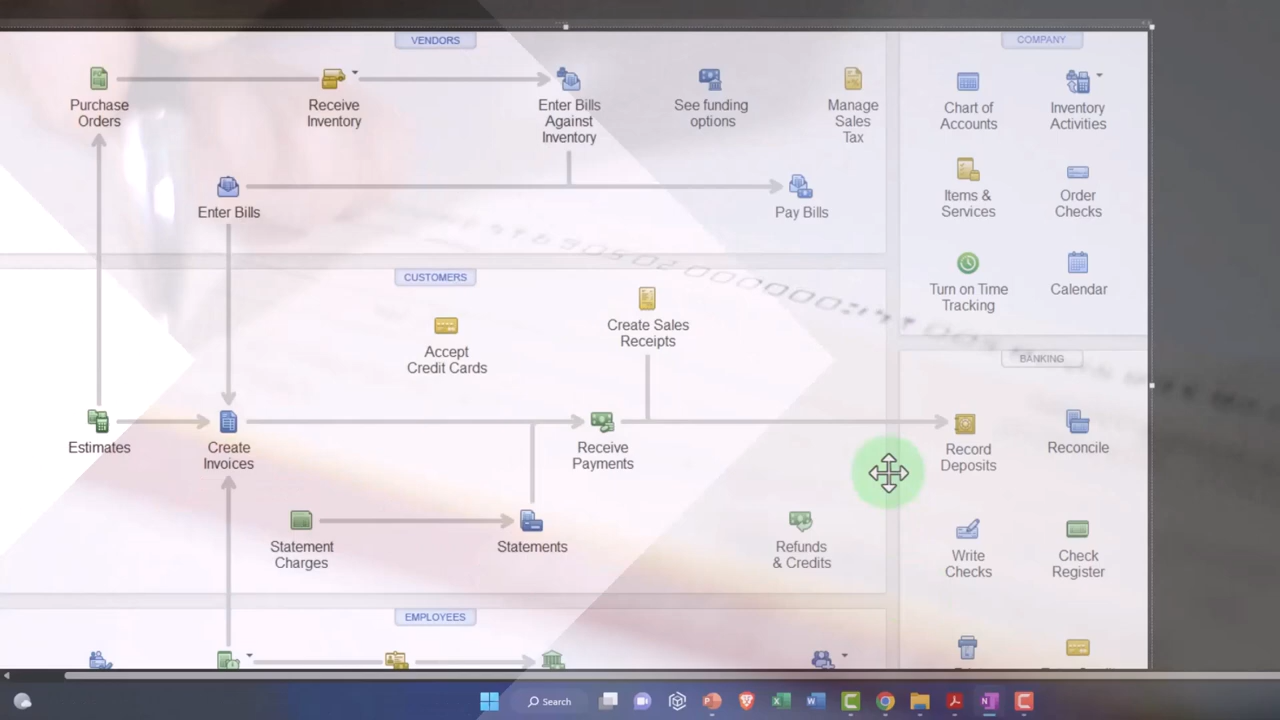 VENDORS
COMPANY
Purchase
Orders
Receive
Inventory
Enter Bills
Against
Inventory
See funding
options
Manage
Sales
Tax
Chart of
Accounts
Inventory
Activities
Enter Bills
Pay Bills
Items &
Services
Order
Checks
CUSTOMERS
Turn on Time
Tracking
Calendar
Create Sales
Receipts
Accept
Credit Cards
BANKING
Estimates
Create
Invoices
Receive
Payments
Record
Deposits
Reconcile
Statement
Charges
Statements
Refunds
& Credits
Write
Checks
Check
Register
EMPLOYEES
Search